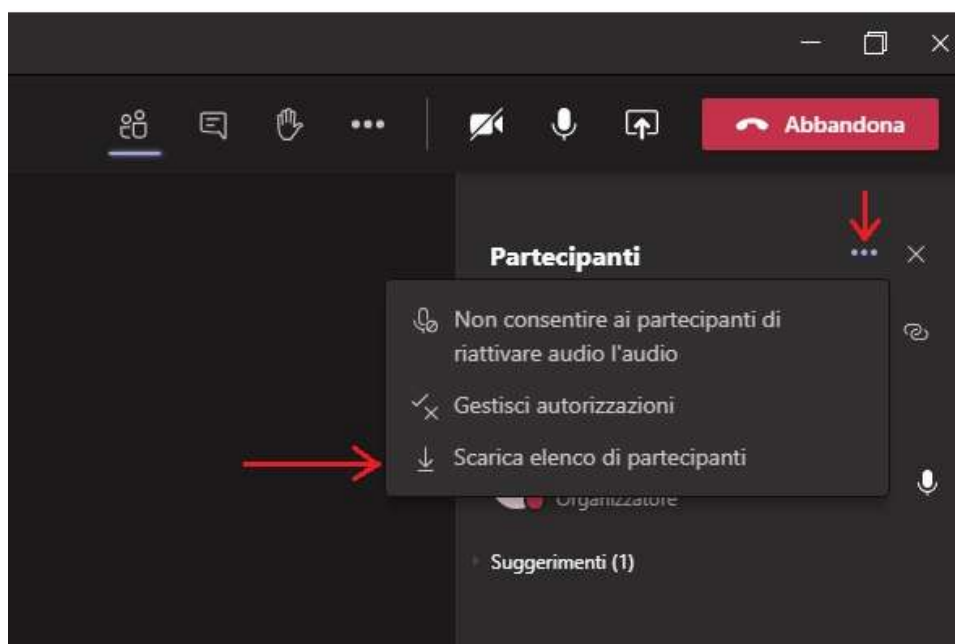 Abbandona
Partecipanti
Non consentire ai partecipanti di
riattivare audio l'audio
Gestisci autorizzazioni
Scarica elenco di partecipanti
Organizzatore
Suggerimenti (1)